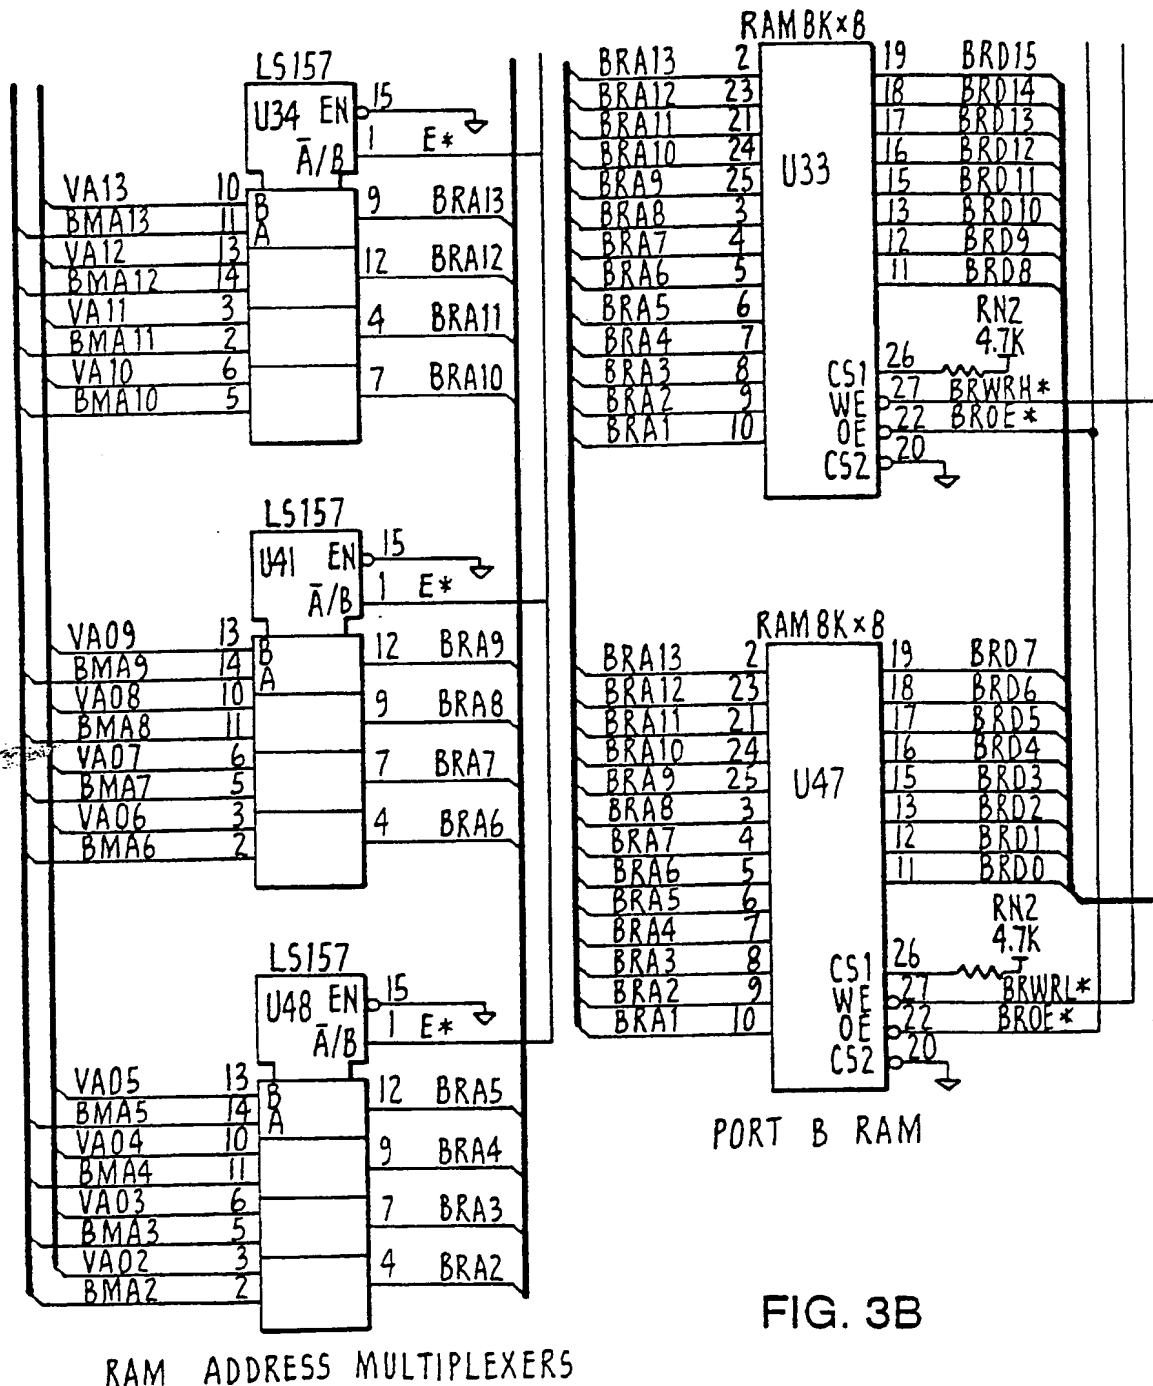 LS157
U34 EN 15
A̅/B 1 E*
VA13 10 B 9 BRA13
BMA13 11 A
VA12 13 12 BRA12
BMA12 14
VA11 3 4 BRA11
BMA11 2
VA10 6 7 BRA10
BMA10 5
LS157
U41 EN 15
A̅/B 1 E*
VA09 13 B 12 BRA9
BMA9 14 A
VA08 10 9 BRA8
BMA8 11
VA07 6 7 BRA7
BMA7 5
VA06 3 4 BRA6
BMA6 2
LS157
U48 EN 15
A̅/B 1 E*
VA05 13 B 12 BRA5
BMA5 14 A
VA04 10 9 BRA4
BMA4 11
VA03 6 7 BRA3
BMA3 5
VA02 3 4 BRA2
BMA2 2
RAM ADDRESS MULTIPLEXERS
RAM 8K×8
BRA13 2 19 BRD15
BRA12 23 18 BRD14
BRA11 21 17 BRD13
BRA10 24 16 BRD12
U33
BRA9 25 15 BRD11
BRA8 3 13 BRD10
BRA7 4 12 BRD9
BRA6 5 11 BRD8
BRA5 6 RN2
BRA4 7 4.7K
BRA3 8 CS1 26
BRA2 9 WE 27 BRWRH*
BRA1 10 OE 22 BROE*
CS2 20
RAM 8K×8
BRA13 2 19 BRD7
BRA12 23 18 BRD6
BRA11 21 17 BRD5
BRA10 24 16 BRD4
U47
BRA9 25 15 BRD3
BRA8 3 13 BRD2
BRA7 4 12 BRD1
BRA6 5 11 BRD0
BRA5 6 RN2
BRA4 7 4.7K
BRA3 8 CS1 26
BRA2 9 WE 27 BRWRL*
BRA1 10 OE 22 BROE*
CS2 20
PORT B RAM
FIG. 3B